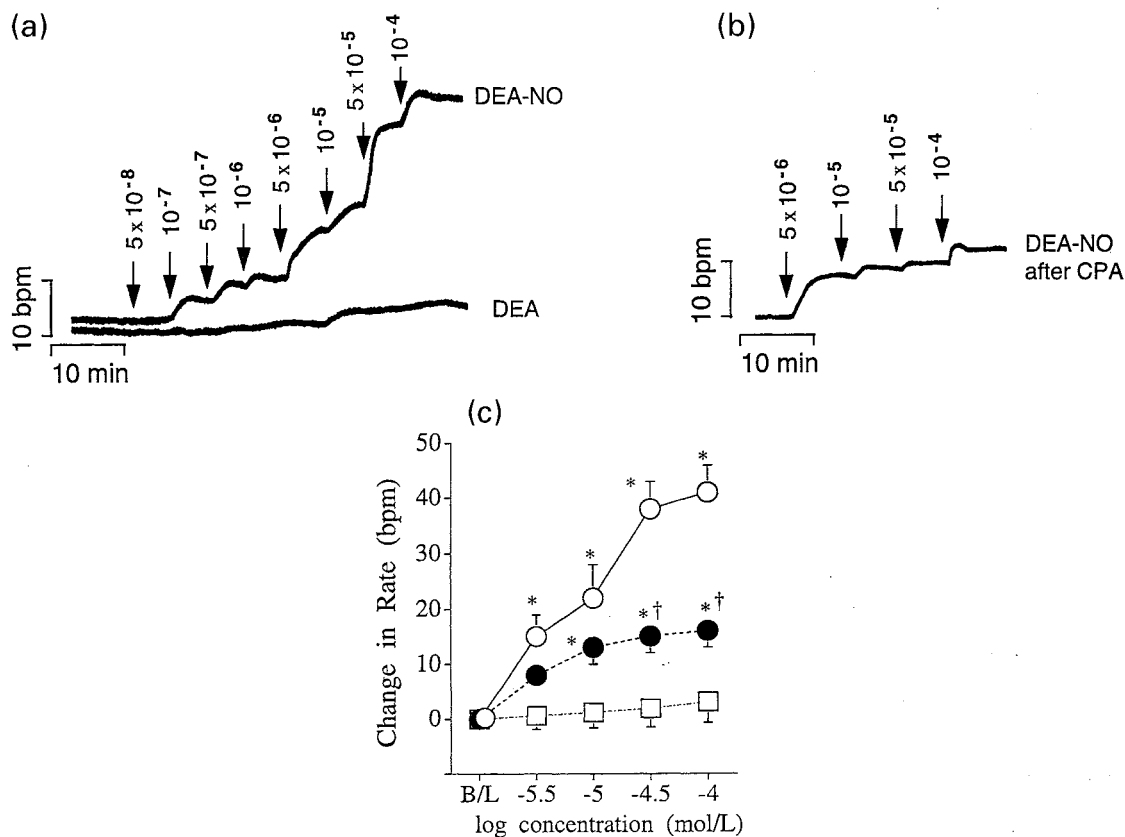 (a)
5 x 10-8
10-7
5 x 10-7
10-6
5 x 10-6
10-5
5 x 10-5
10-4
DEA-NO
DEA
10 bpm
10 min
(b)
5 x 10-6
10-5
5 x 10-5
10-4
DEA-NO
after CPA
10 bpm
10 min
(c)
Change in Rate (bpm)
50
40
30
20
10
0
*
*
*
*
*
*†
*†
B/L -5.5 -5 -4.5 -4
log concentration (mol/L)